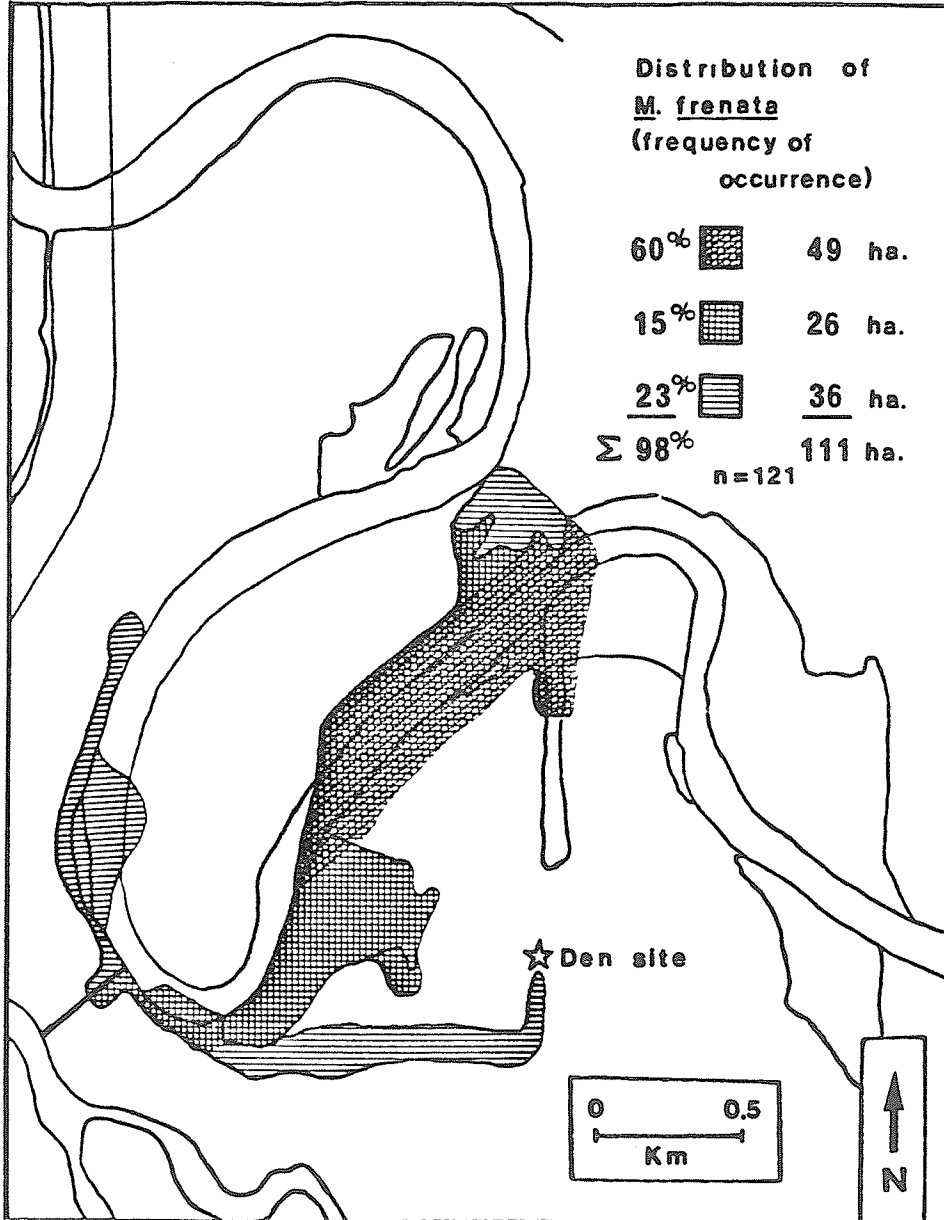 Distribution of
M. frenata
(frequency of
occurrence)
60% 49 ha.
15% 26 ha.
23% 36 ha.
Σ 98% 111 ha.
n=121
☆ Den site
0 0.5
Km
N